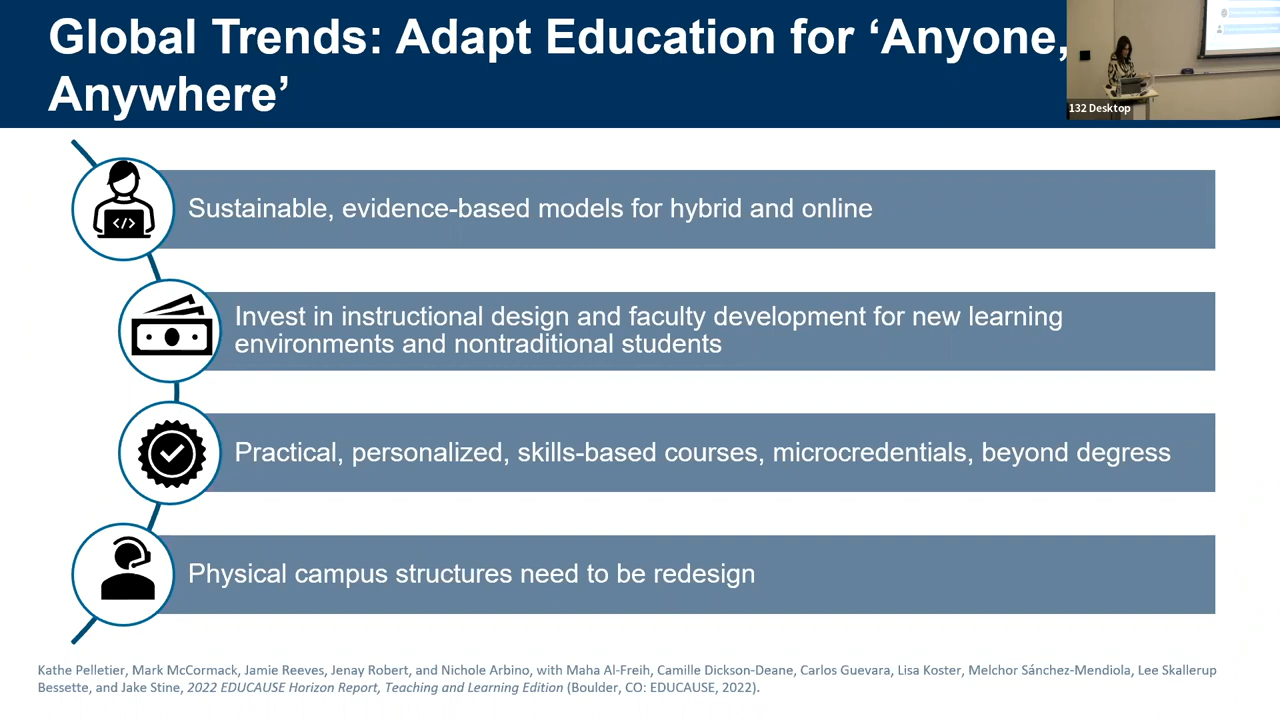 Global Trends: Adapt Education for ‘Anyone,
Anywhere’
132 Desktop
</>
Sustainable, evidence-based models for hybrid and online
Invest in instructional design and faculty development for new learning
environments and nontraditional students
Practical, personalized, skills-based courses, microcredentials, beyond degress
Physical campus structures need to be redesign
Kathe Pelletier, Mark McCormack, Jamie Reeves, Jenay Robert, and Nichole Arbino, with Maha Al-Freih, Camille Dickson-Deane, Carlos Guevara, Lisa Koster, Melchor Sánchez-Mendiola, Lee Skallerup
Bessette, and Jake Stine, 2022 EDUCAUSE Horizon Report, Teaching and Learning Edition (Boulder, CO: EDUCAUSE, 2022).